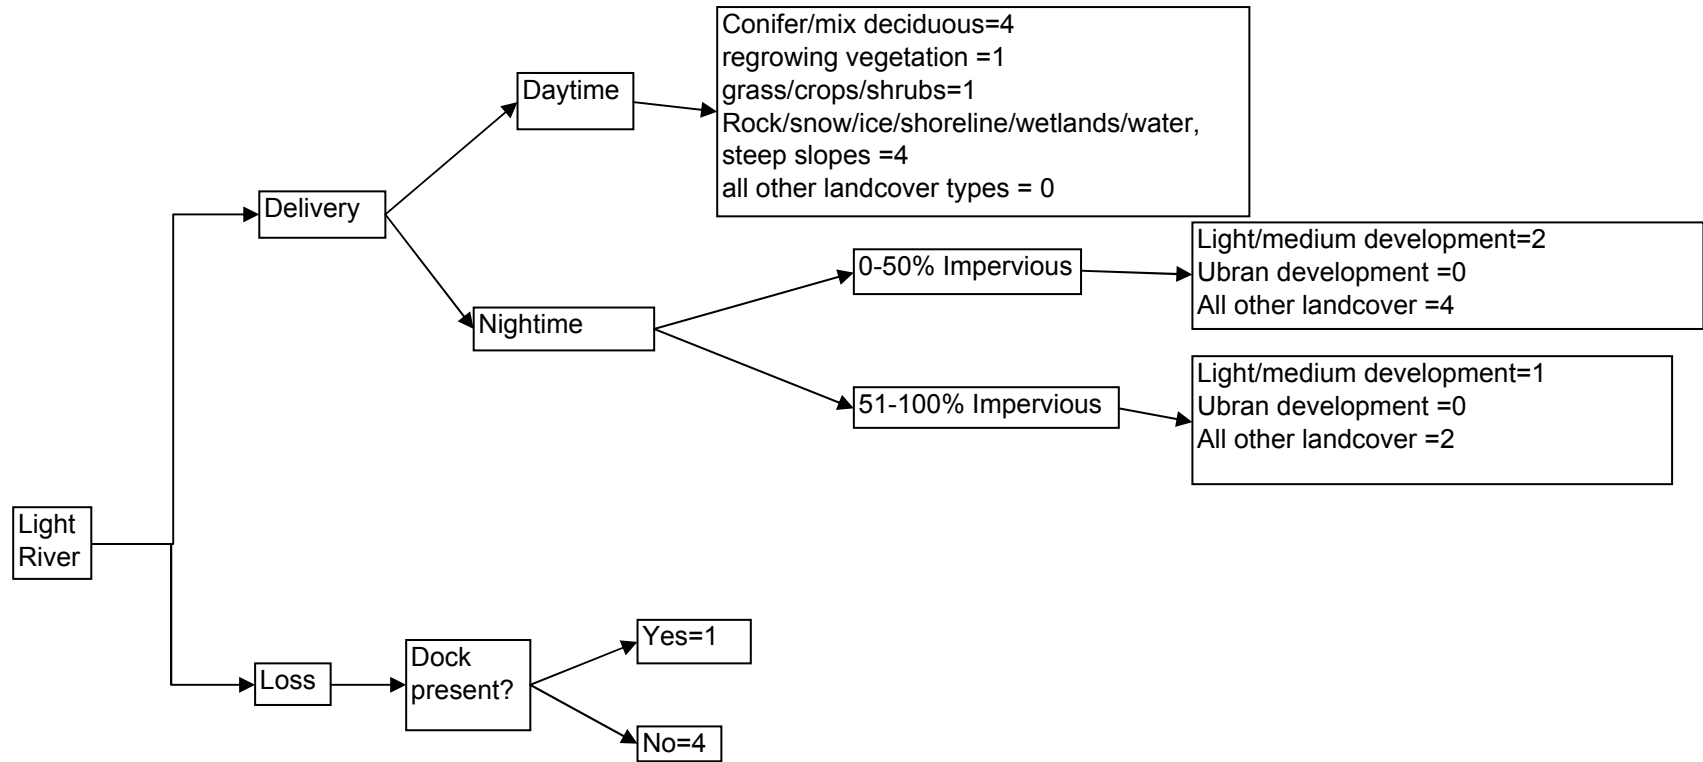 Conifer/mix deciduous=4
regrowing vegetation =1
grass/crops/shrubs=1
Rock/snow/ice/shoreline/wetlands/water,
steep slopes =4
all other landcover types = 0
Daytime
Delivery
Nightime
0-50% Impervious
Light/medium development=2
Ubran development =0
All other landcover =4
51-100% Impervious
Light/medium development=1
Ubran development =0
All other landcover =2
Light
River
Loss
Dock
present?
Yes=1
No=4